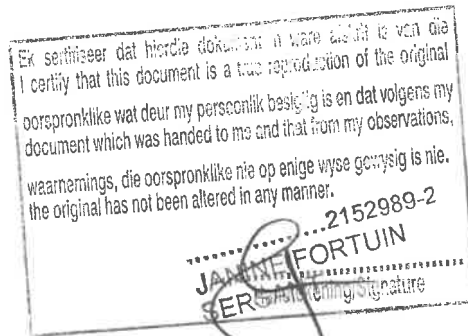 Ek sertifiseer dat hierdie dokument 'n ware afskrif is van die
I certify that this document is a true reproduction of the original
oorspronklike wat deur my persoonlik besigtig is en dat volgens my
document which was handed to me and that from my observations,
waarnemings, die oorspronklike nie op enige wyse gewysig is nie.
the original has not been altered in any manner.
...2152989-2
JANINE FORTUIN
SER
Signature